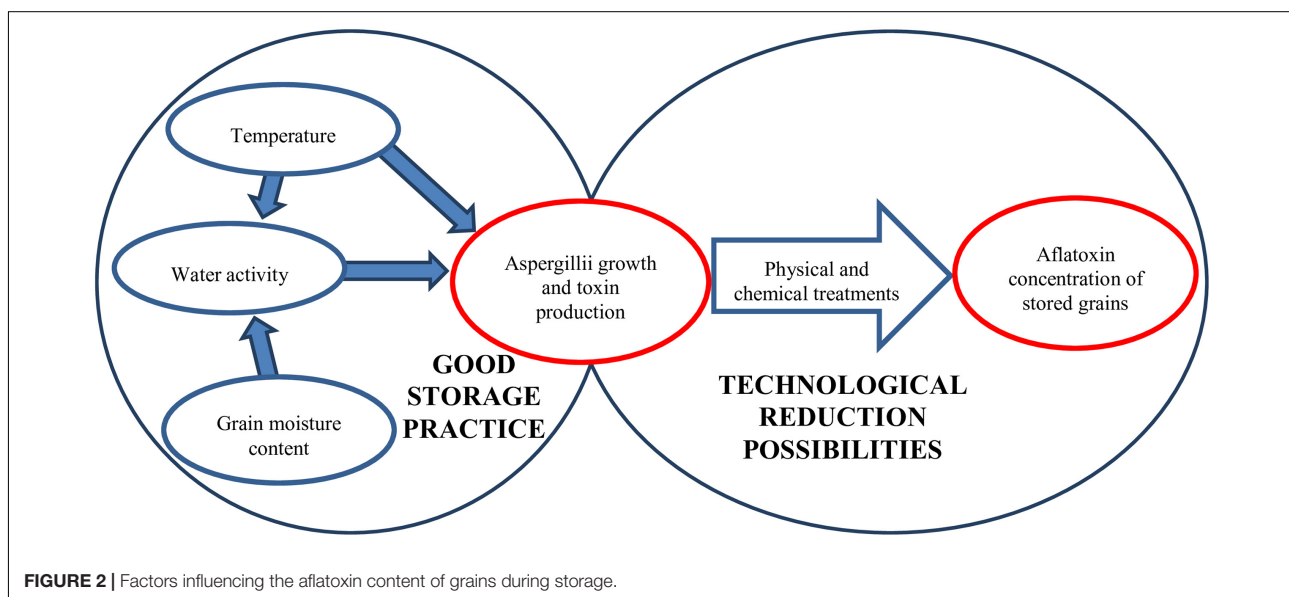 Temperature
Water activity
Grain moisture
content
Aspergillii growth
and toxin
production
GOOD
STORAGE
PRACTICE
Physical and
chemical treatments
TECHNOLOGICAL
REDUCTION
POSSIBILITIES
Aflatoxin
concentration of
stored grains
FIGURE 2 | Factors influencing the aflatoxin content of grains during storage.